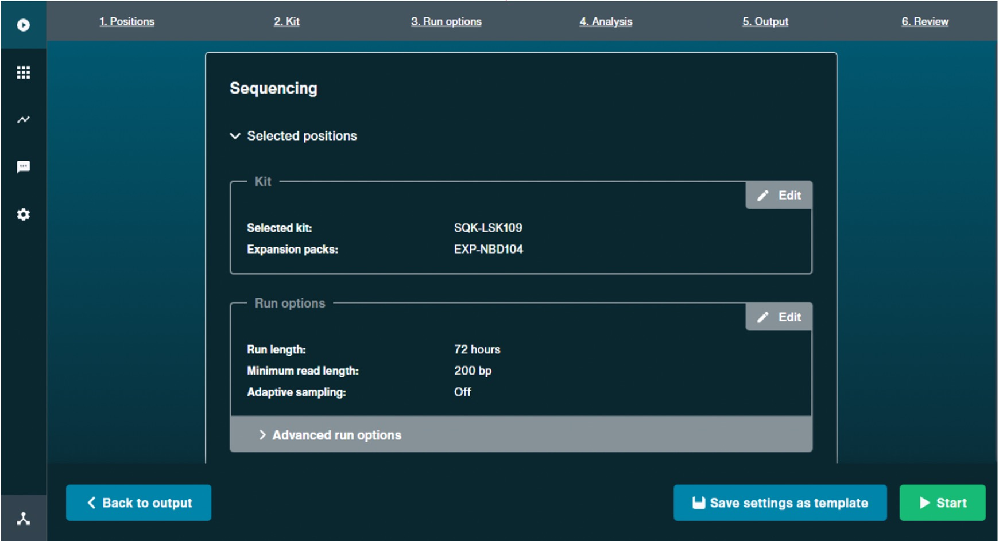 1. Positions
2. Kit
3. Run options
4. Analysis
5. Output
6. Review
Sequencing
Selected positions
Kit
Edit
Selected kit: SQK-LSK109
Expansion packs: EXP-NBD104
Run options
Edit
Run length: 72 hours
Minimum read length: 200 bp
Adaptive sampling: Off
Advanced run options
Back to output
Save settings as template
Start